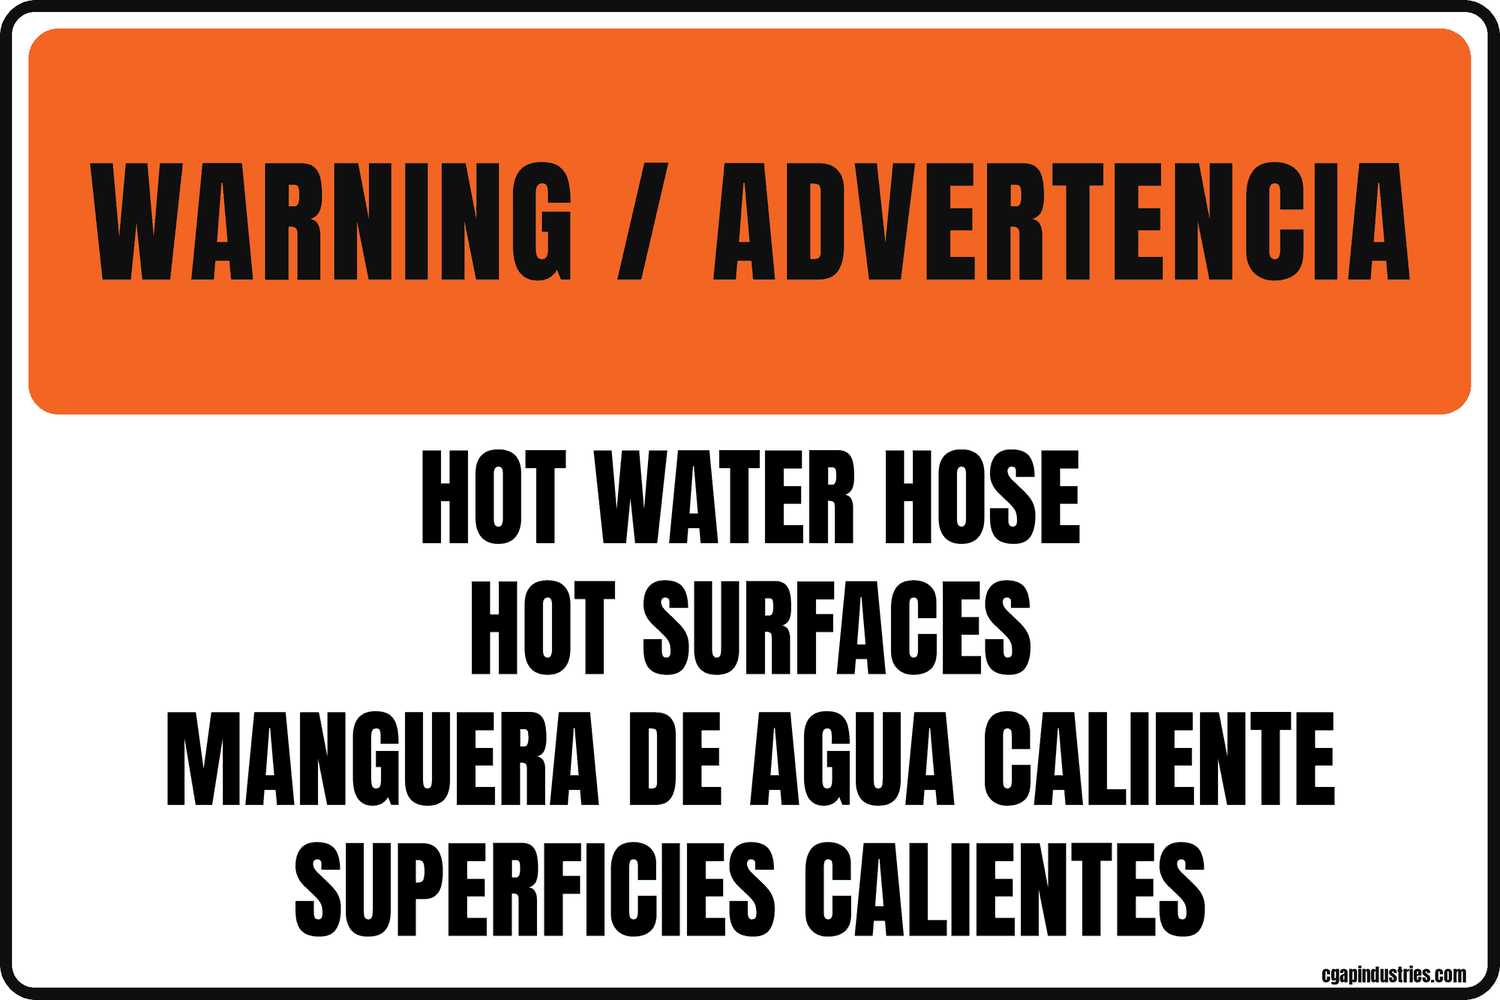 WARNING / ADVERTENCIA
HOT WATER HOSE
HOT SURFACES
MANGUERA DE AGUA CALIENTE
SUPERFICIES CALIENTES
cgapindustries.com